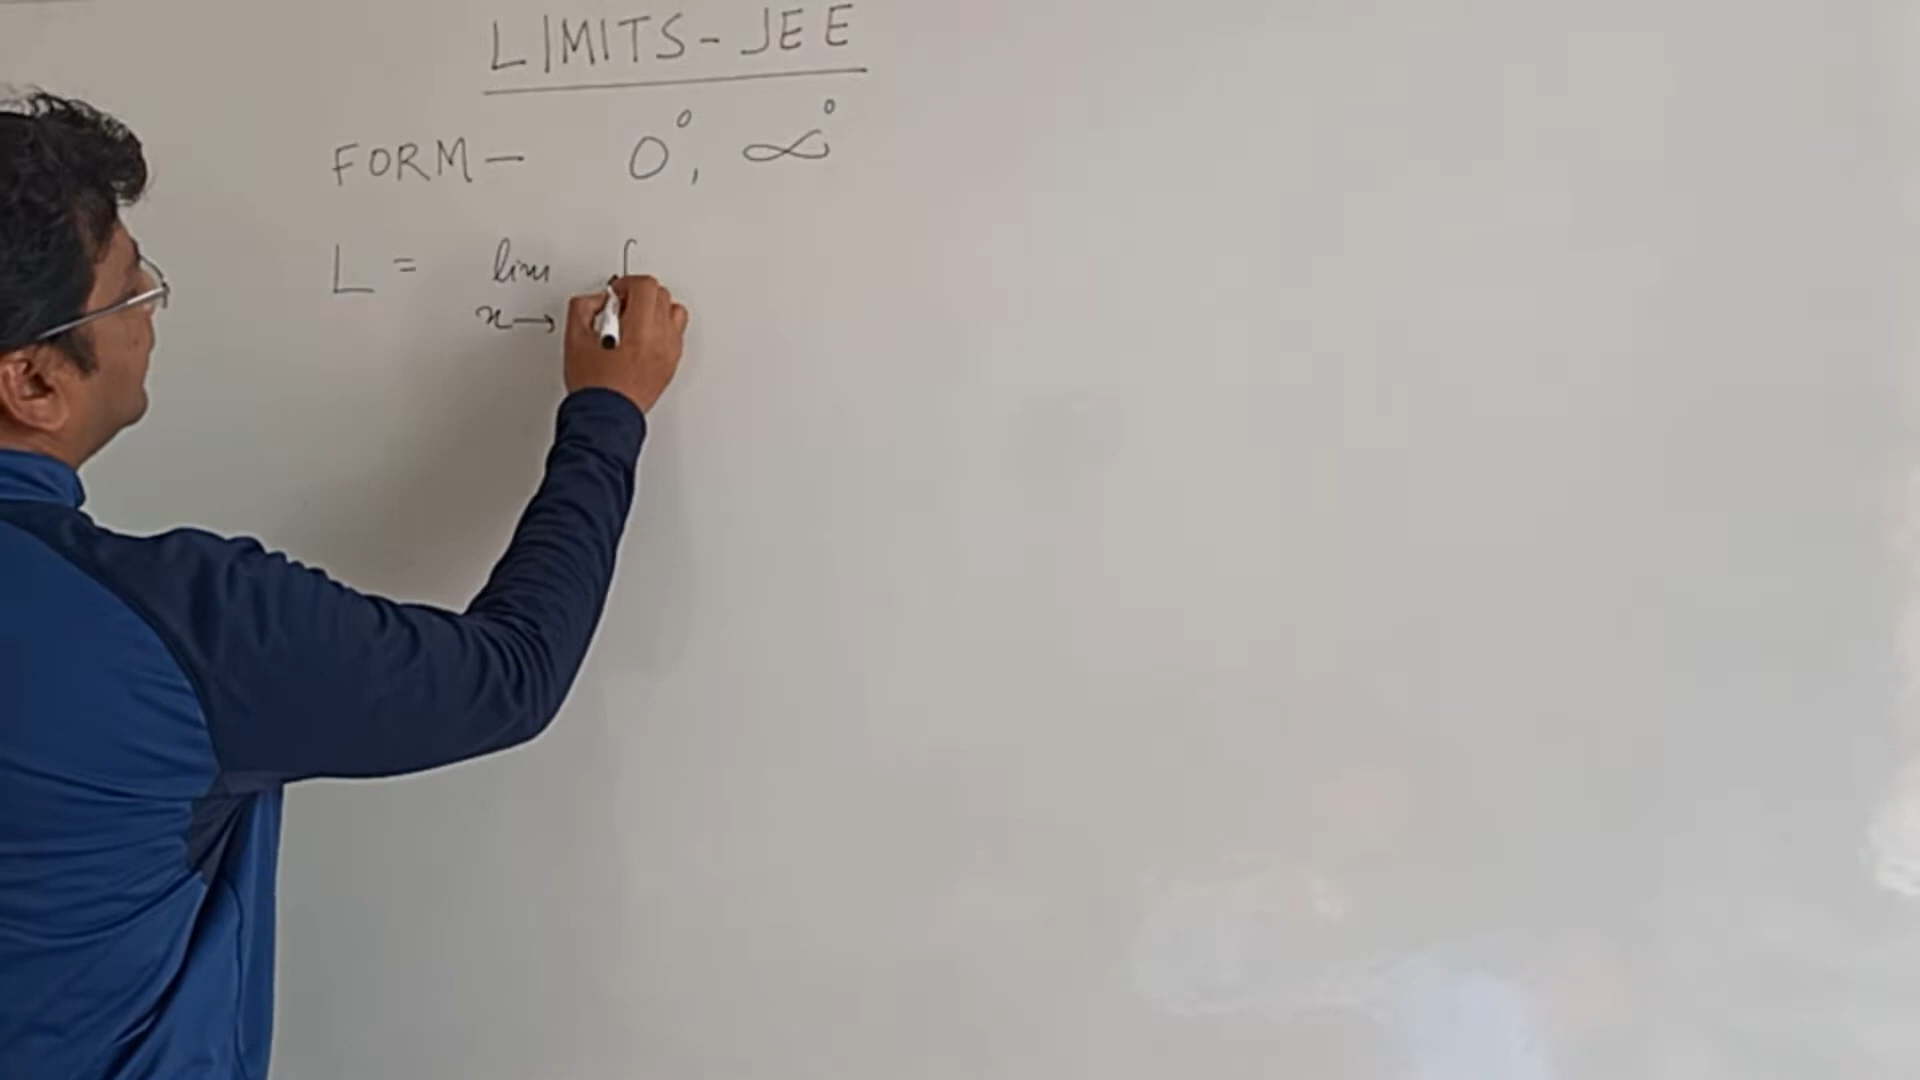 LIMITS - JEE
FORM — 0⁰, ∞⁰
L = lim f
x→